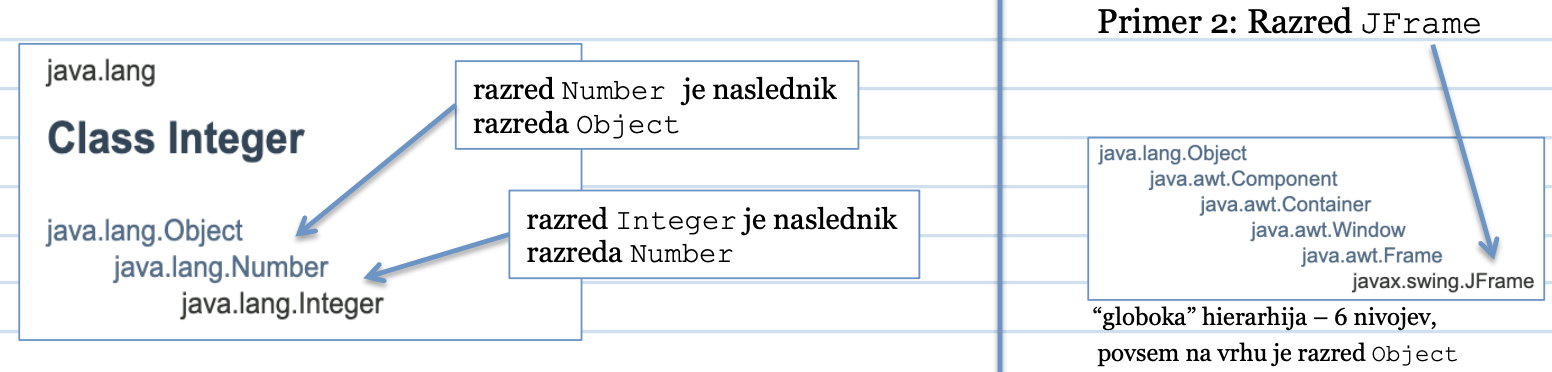 java.lang
Class Integer
java.lang.Object
java.lang.Number
java.lang.Integer
razred Number je naslednik
razreda Object
razred Integer je naslednik
razreda Number
Primer 2: Razred JFrame
java.lang.Object
java.awt.Component
java.awt.Container
java.awt.Window
java.awt.Frame
javax.swing.JFrame
“globoka” hierarhija – 6 nivojev,
povsem na vrhu je razred Object